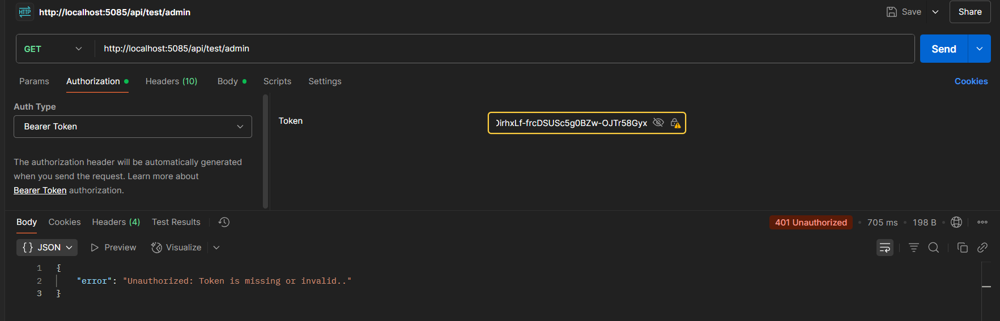 HTTP http://localhost:5085/api/test/admin Save Share
GET http://localhost:5085/api/test/admin Send
Params Authorization Headers (10) Body Scripts Settings Cookies
Auth Type
Bearer Token
Token
DirhxLf-frcDSUSc5g0BZw-OJTr58Gyx
The authorization header will be automatically generated
when you send the request. Learn more about
Bearer Token authorization.
Body Cookies Headers (4) Test Results 401 Unauthorized • 705 ms • 198 B
{} JSON Preview Visualize
1 {
2 "error": "Unauthorized: Token is missing or invalid.."
3 }